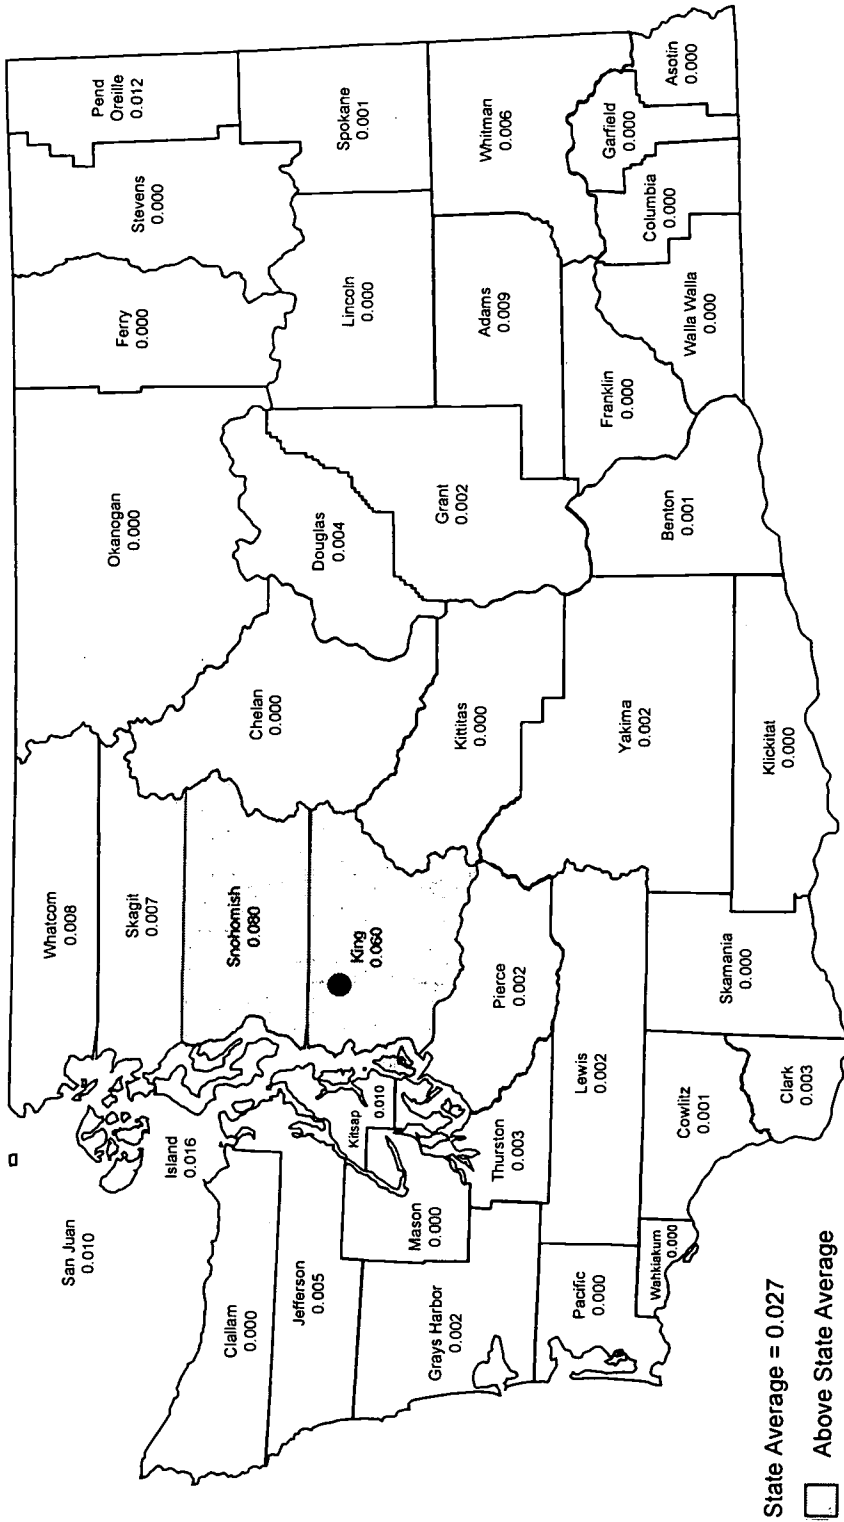 San Juan
0.010
Whatcom
0.008
Skagit
0.007
Island
0.016
Snohomish
0.080
Clallam
0.000
Jefferson
0.005
Kitsap
0.010
King
0.060
Mason
0.000
Grays Harbor
0.002
Thurston
0.003
Pierce
0.002
Pacific
0.000
Lewis
0.002
Wahkiakum
0.000
Cowlitz
0.001
Clark
0.003
Skamania
0.000
Okanogan
0.000
Chelan
0.000
Douglas
0.004
Kittitas
0.000
Grant
0.002
Yakima
0.002
Klickitat
0.000
Benton
0.001
Ferry
0.000
Stevens
0.000
Pend
Oreille
0.012
Lincoln
0.000
Spokane
0.001
Adams
0.009
Whitman
0.006
Franklin
0.000
Walla Walla
0.000
Columbia
0.000
Garfield
0.000
Asotin
0.000
State Average = 0.027
Above State Average